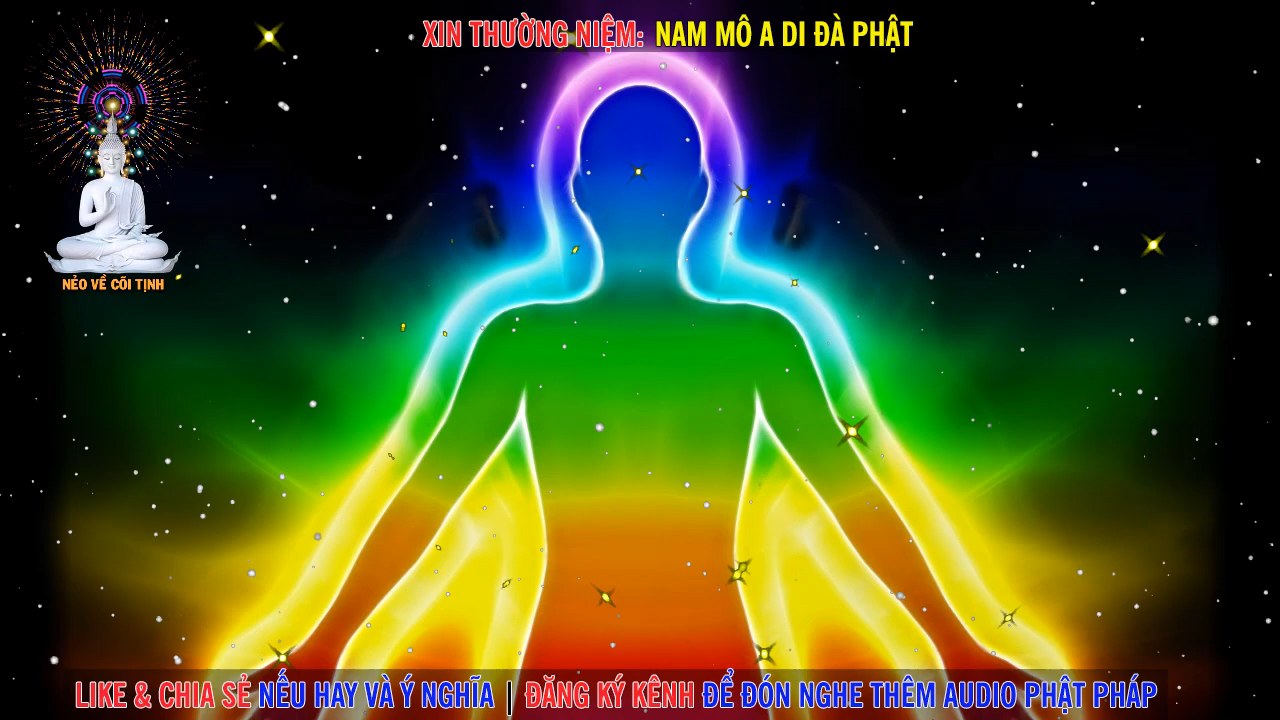 XIN THƯỜNG NIỆM: NAM MÔ A DI ĐÀ PHẬT
NẺO VỀ CÕI TỊNH
LIKE & CHIA SẺ NẾU HAY VÀ Ý NGHĨA | ĐĂNG KÝ KÊNH ĐỂ ĐÓN NGHE THÊM AUDIO PHẬT PHÁP